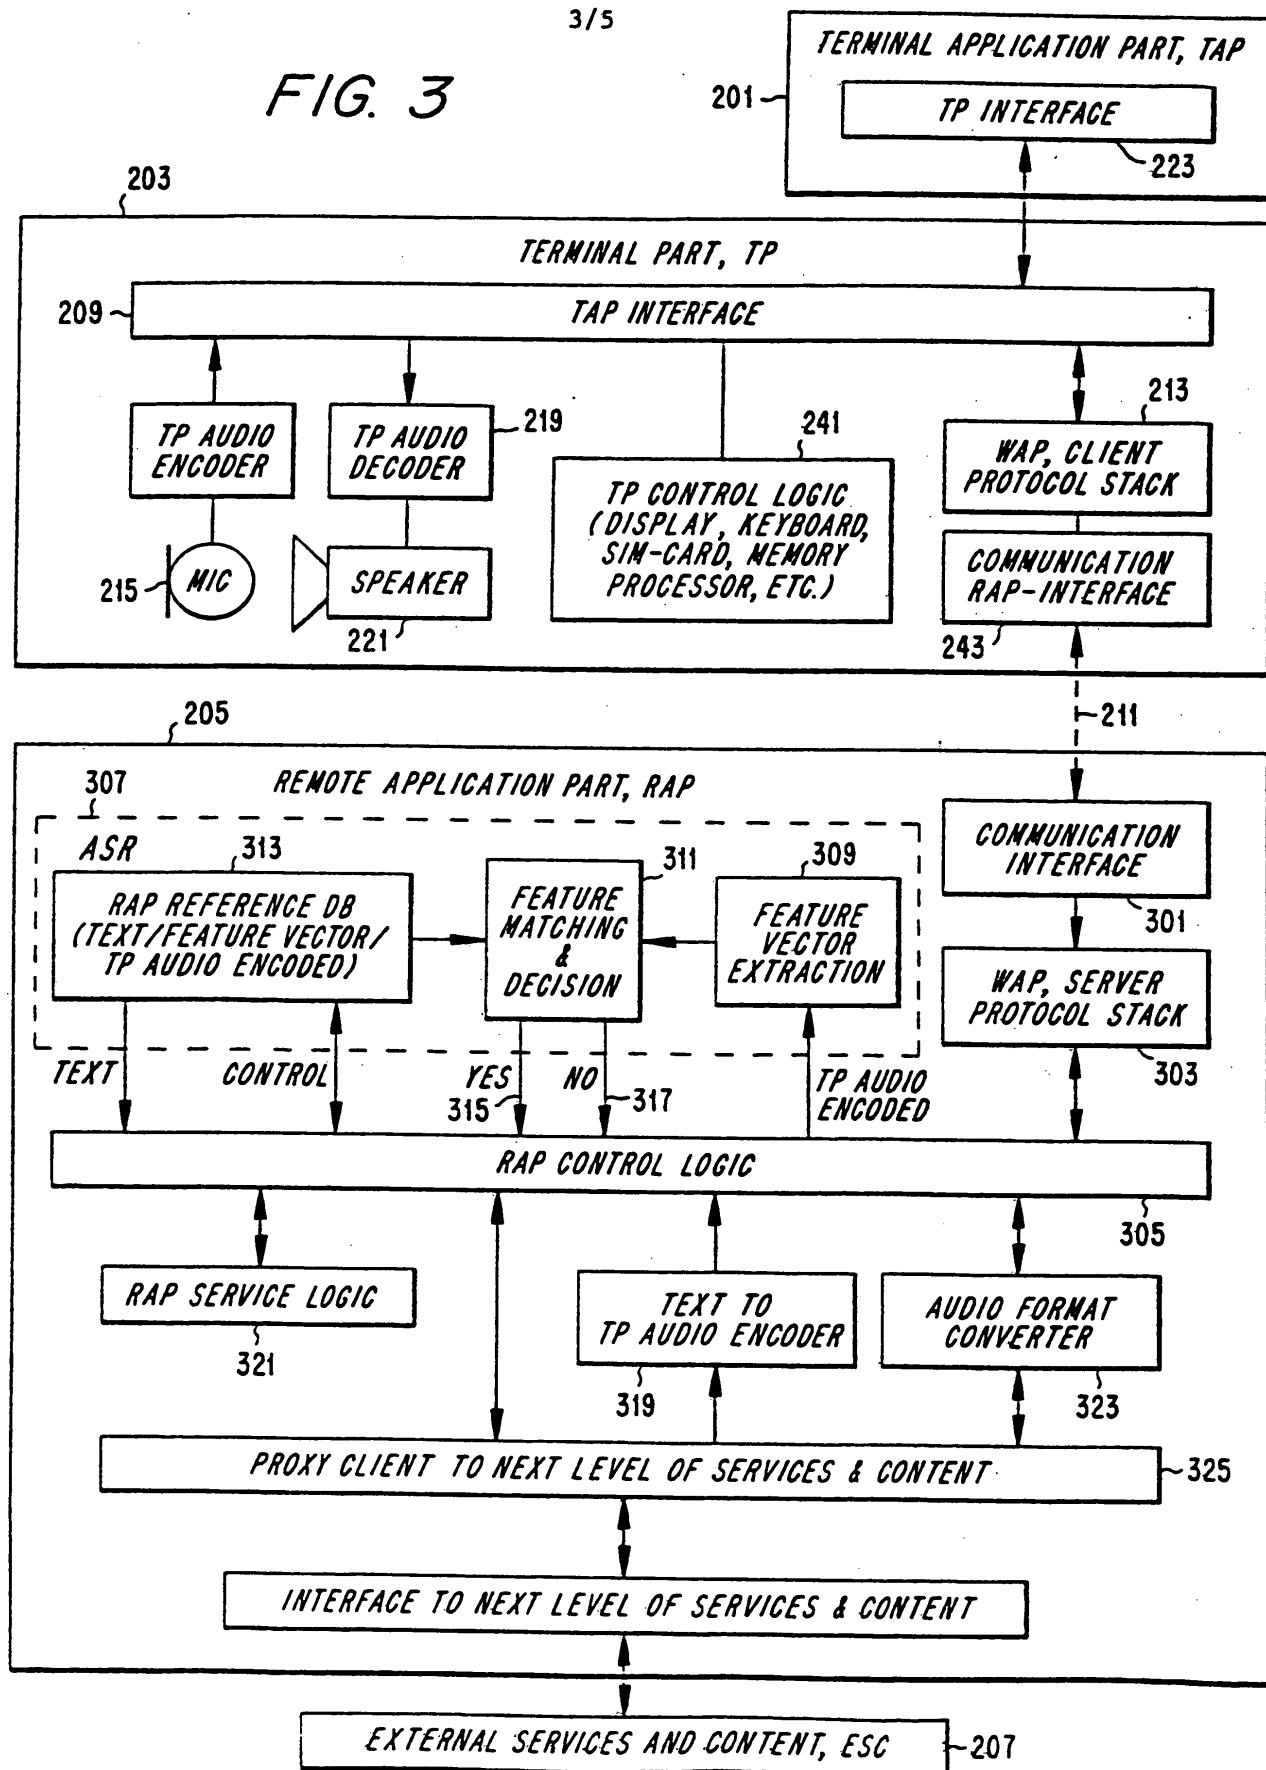 3/5
FIG. 3
TERMINAL APPLICATION PART, TAP
201
TP INTERFACE
223
203
TERMINAL PART, TP
209
TAP INTERFACE
TP AUDIO
ENCODER
TP AUDIO
DECODER
219
241
TP CONTROL LOGIC
(DISPLAY, KEYBOARD,
SIM-CARD, MEMORY
PROCESSOR, ETC.)
213
WAP, CLIENT
PROTOCOL STACK
215
MIC
SPEAKER
221
COMMUNICATION
RAP-INTERFACE
243
211
205
REMOTE APPLICATION PART, RAP
307
ASR
313
RAP REFERENCE DB
(TEXT/FEATURE VECTOR/
TP AUDIO ENCODED)
311
FEATURE
MATCHING
&
DECISION
309
FEATURE
VECTOR
EXTRACTION
COMMUNICATION
INTERFACE
301
WAP, SERVER
PROTOCOL STACK
303
TEXT
CONTROL
YES
315
NO
317
TP AUDIO
ENCODED
RAP CONTROL LOGIC
305
RAP SERVICE LOGIC
321
TEXT TO
TP AUDIO ENCODER
319
AUDIO FORMAT
CONVERTER
323
PROXY CLIENT TO NEXT LEVEL OF SERVICES & CONTENT
325
INTERFACE TO NEXT LEVEL OF SERVICES & CONTENT
EXTERNAL SERVICES AND CONTENT, ESC
207